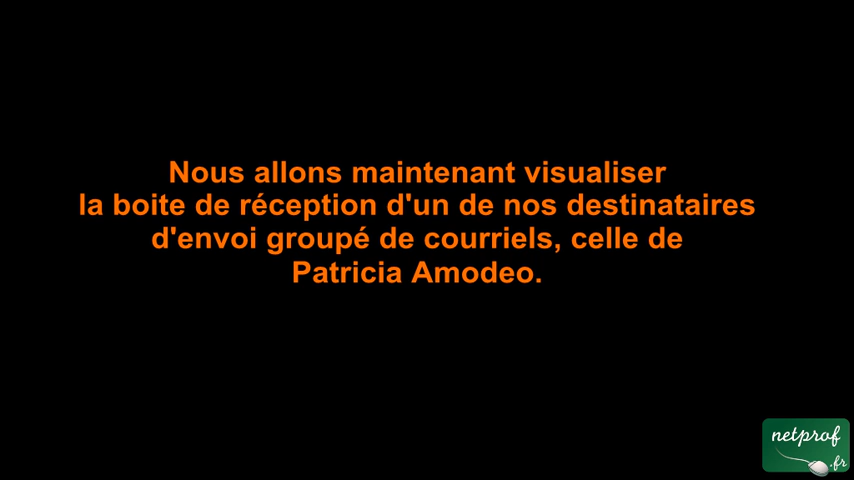 Nous allons maintenant visualiser
la boite de réception d'un de nos destinataires
d'envoi groupé de courriels, celle de
Patricia Amodeo.
netprof
.fr